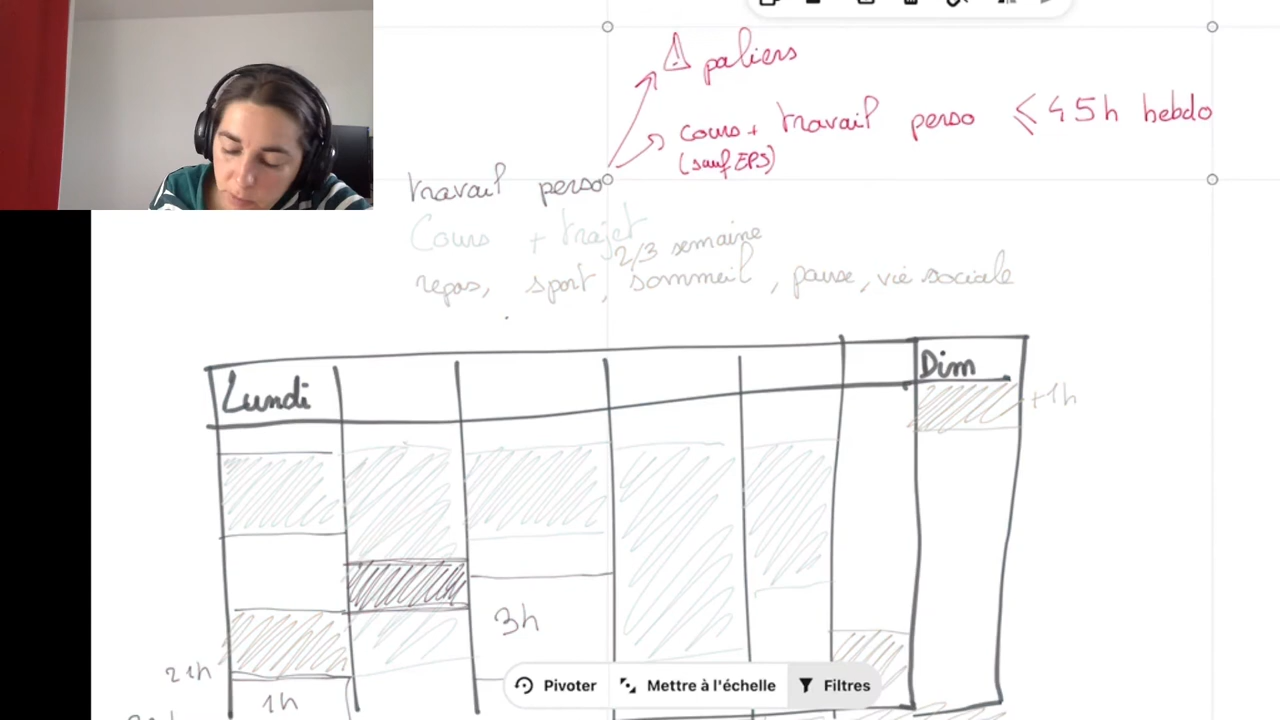 ⚠ paliers
cours + travail perso ⩽ 45h hebdo
(sauf EPS)
travail perso
Cours + trajet
2/3 semaine
repas, sport, sommeil, pause, vie sociale
Lundi
Dim
+1h
3h
21h
1h
Pivoter
Mettre à l'échelle
Filtres